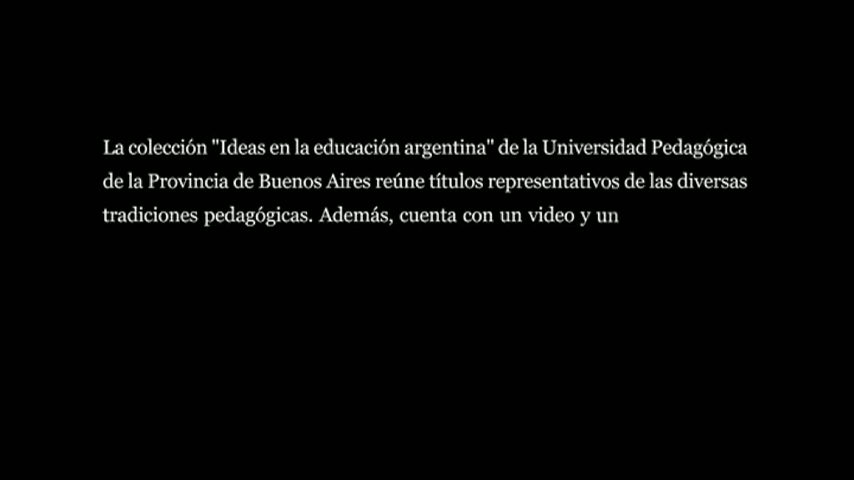 La colección "Ideas en la educación argentina" de la Universidad Pedagógica
de la Provincia de Buenos Aires reúne títulos representativos de las diversas
tradiciones pedagógicas. Además, cuenta con un video y un